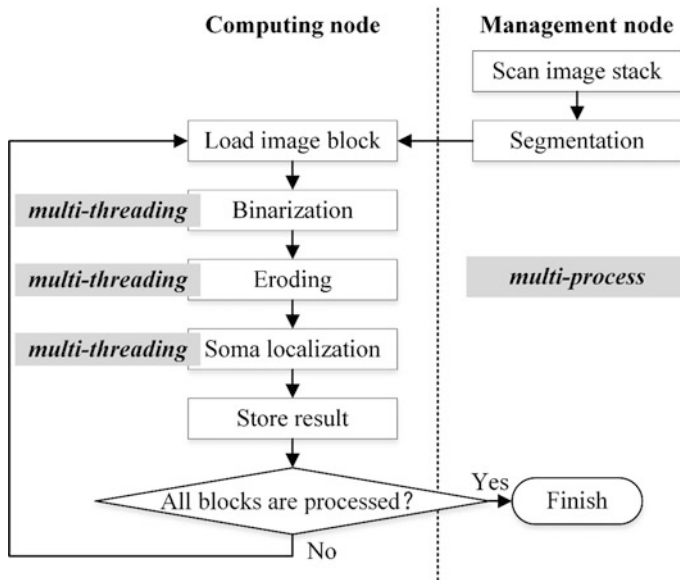 Computing node
Management node
Scan image stack
Load image block
Segmentation
multi-threading
Binarization
multi-threading
Eroding
multi-process
multi-threading
Soma localization
Store result
All blocks are processed?
Yes
Finish
No